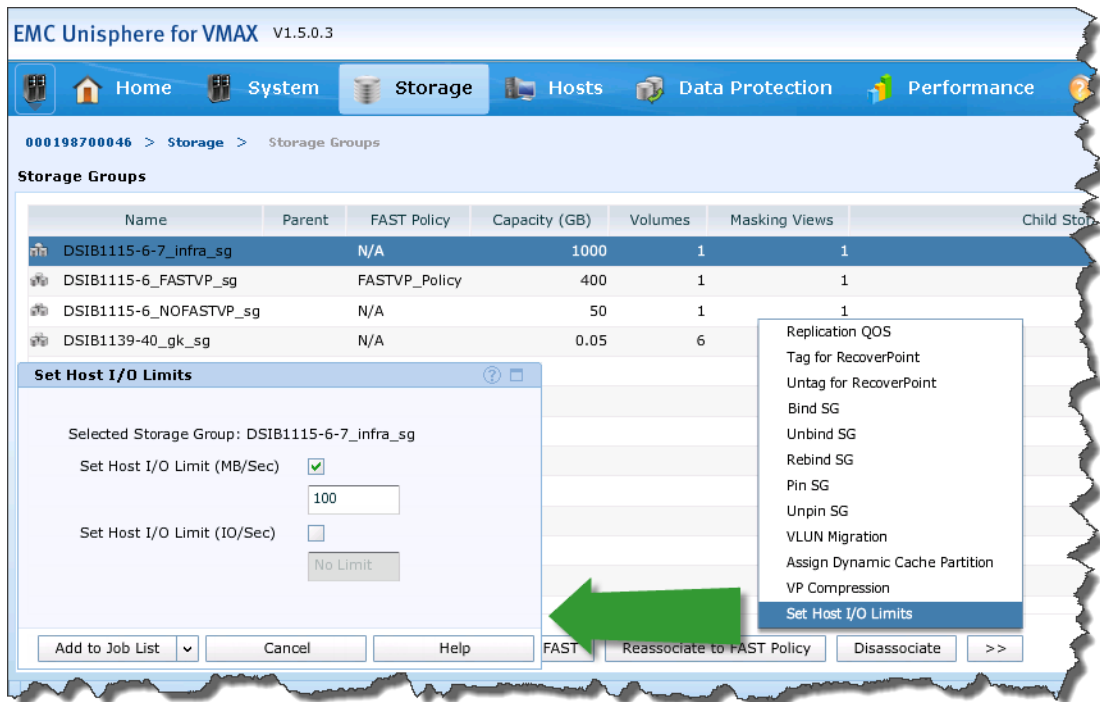 EMC Unisphere for VMAX V1.5.0.3
Home System Storage Hosts Data Protection Performance
000198700046 > Storage > Storage Groups
Storage Groups
Name Parent FAST Policy Capacity (GB) Volumes Masking Views Child
DSIB1115-6-7_infra_sg N/A 1000 1 1
DSIB1115-6_FASTVP_sg FASTVP_Policy 400 1 1
DSIB1115-6_NOFASTVP_sg N/A 50 1 1
DSIB1139-40_gk_sg N/A 0.05 6
Set Host I/O Limits
Selected Storage Group: DSIB1115-6-7_infra_sg
Set Host I/O Limit (MB/Sec)
100
Set Host I/O Limit (IO/Sec)
No Limit
Add to Job List Cancel Help
Replication QOS
Tag for RecoverPoint
Untag for RecoverPoint
Bind SG
Unbind SG
Rebind SG
Pin SG
Unpin SG
VLUN Migration
Assign Dynamic Cache Partition
VP Compression
Set Host I/O Limits
FAST Reassociate to FAST Policy Disassociate >>